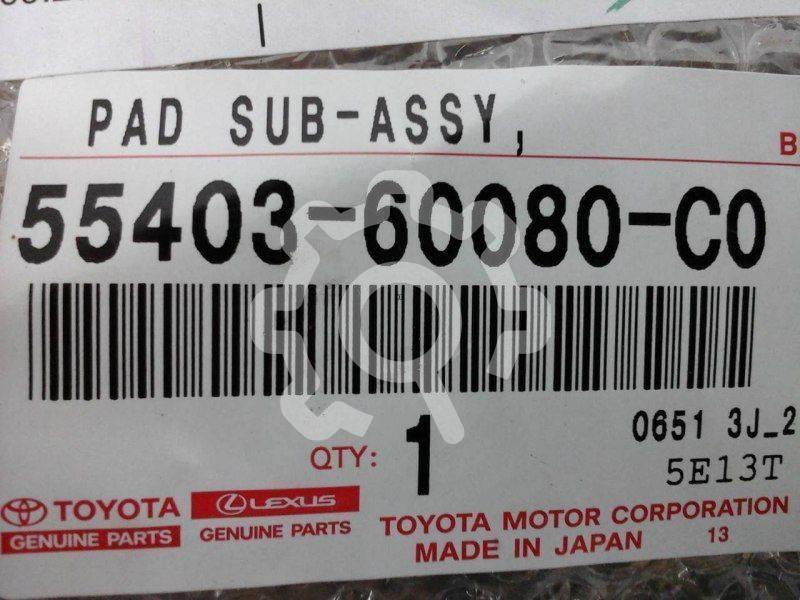 PAD SUB-ASSY,
B
55403-60080-C0
QTY: 1
0651 3J_2
5E13T
TOYOTA
GENUINE PARTS
LEXUS
GENUINE PARTS
TOYOTA MOTOR CORPORATION
MADE IN JAPAN 13